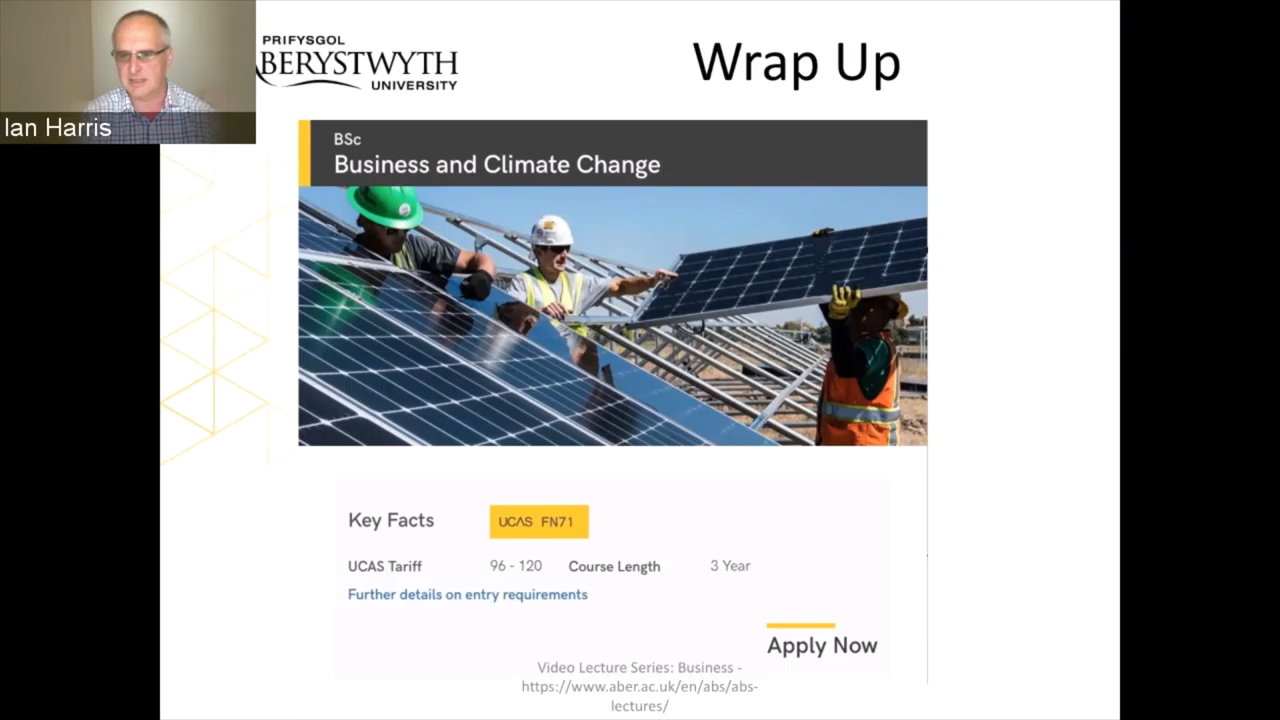 Ian Harris
PRIFYSGOL
BERYSTWYTH
UNIVERSITY
Wrap Up
BSc
Business and Climate Change
Key Facts
UCAS FN71
UCAS Tariff 96 - 120 Course Length 3 Year
Further details on entry requirements
Apply Now
Video Lecture Series: Business -
https://www.aber.ac.uk/en/abs/abs-
lectures/